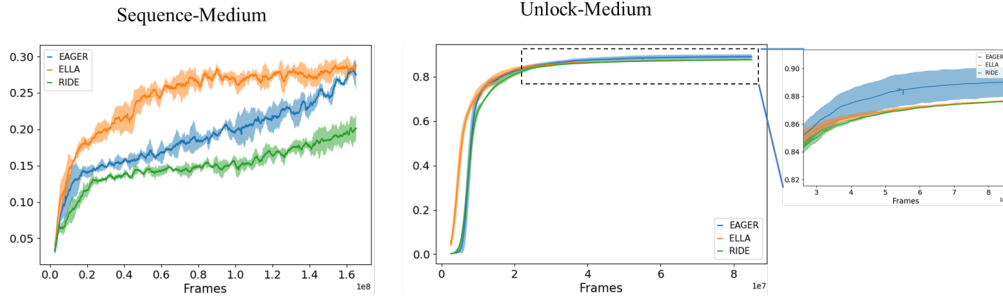 Sequence-Medium
Unlock-Medium
0.30
0.25
0.20
0.15
0.10
0.05
EAGER
ELLA
RIDE
0.0
0.2
0.4
0.6
0.8
1.0
1.2
1.4
1.6
1e8
Frames
0.8
0.6
0.4
0.2
0.0
EAGER
ELLA
RIDE
0
2
4
6
8
1e7
Frames
0.90
0.88
0.86
0.84
0.82
EAGER
ELLA
RIDE
3
4
5
6
7
8
Frames